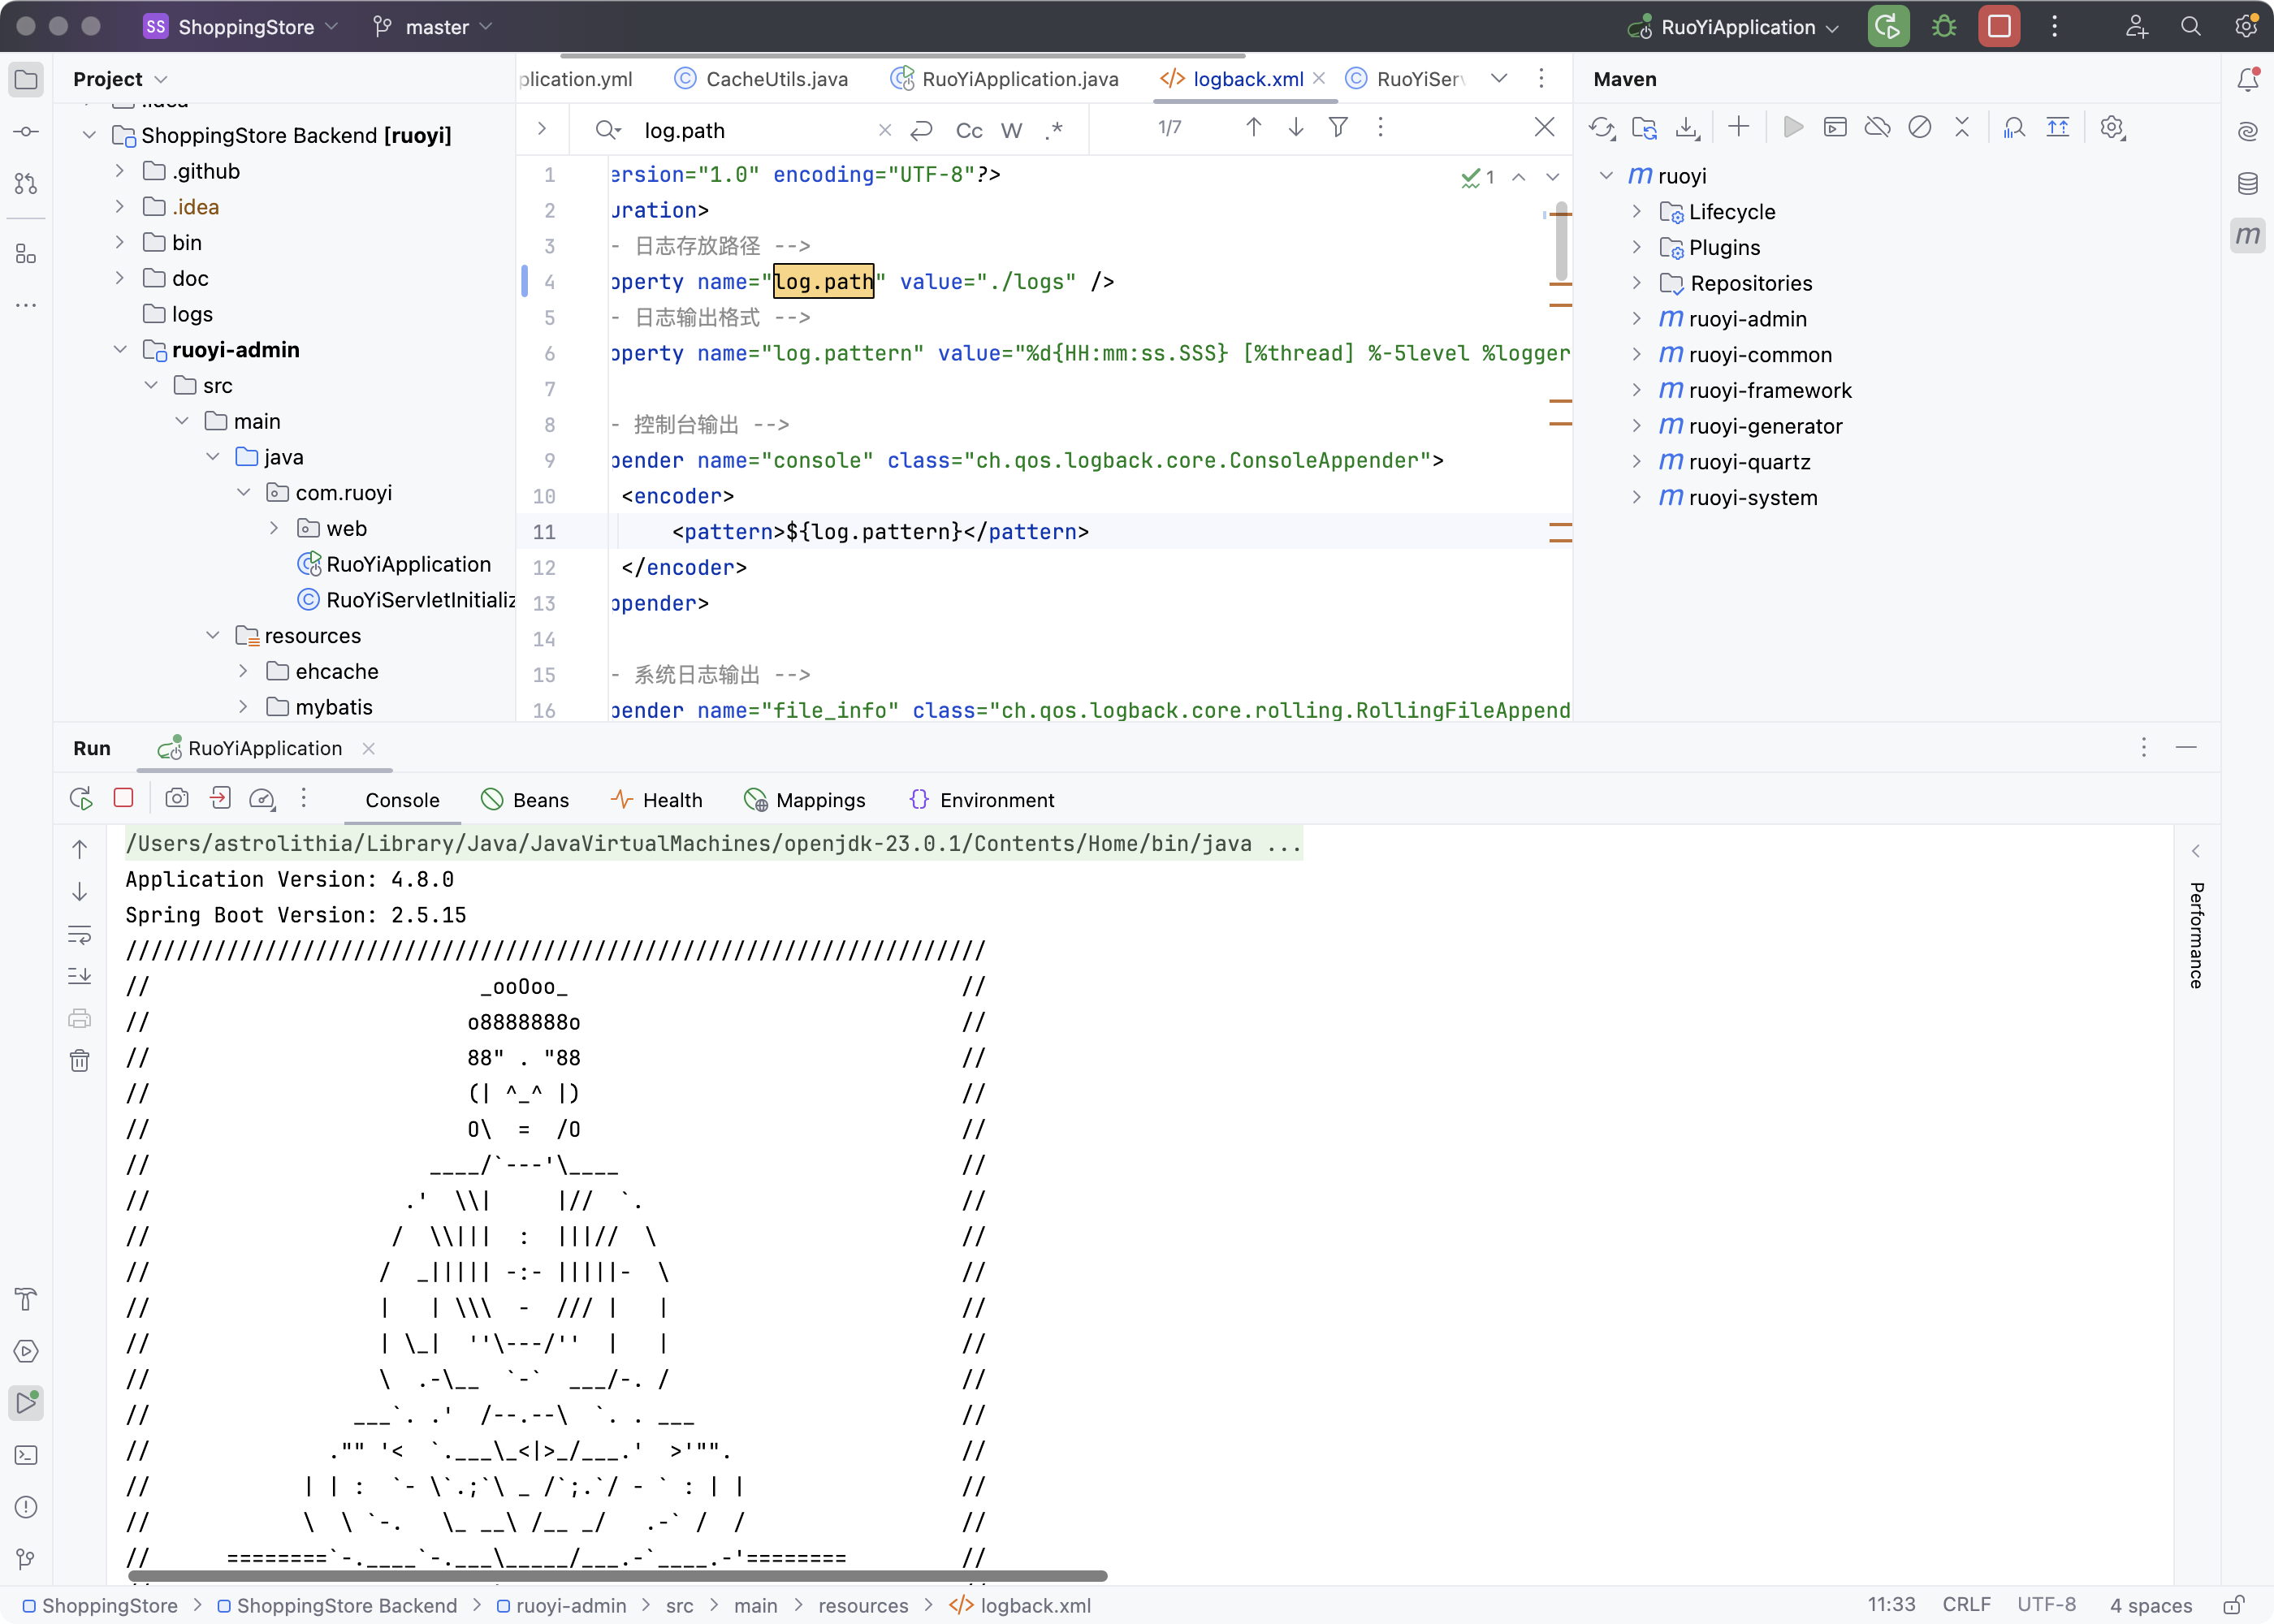 SS ShoppingStore master RuoYiApplication
Project
plication.yml CacheUtils.java RuoYiApplication.java logback.xml RuoYiServ
Maven
.idea
ShoppingStore Backend [ruoyi]
.github
.idea
bin
doc
logs
ruoyi-admin
src
main
java
com.ruoyi
web
RuoYiApplication
RuoYiServletInitializ
resources
ehcache
mybatis
log.path Cc W .* 1/7
1 ersion="1.0" encoding="UTF-8"?>
2 uration>
3 - 日志存放路径 -->
4 operty name="log.path" value="./logs" />
5 - 日志输出格式 -->
6 operty name="log.pattern" value="%d{HH:mm:ss.SSS} [%thread] %-5level %logger
7
8 - 控制台输出 -->
9 pender name="console" class="ch.qos.logback.core.ConsoleAppender">
10 <encoder>
11 <pattern>${log.pattern}</pattern>
12 </encoder>
13 ppender>
14
15 - 系统日志输出 -->
16 pender name="file_info" class="ch.qos.logback.core.rolling.RollingFileAppend
1
m ruoyi
Lifecycle
Plugins
Repositories
m ruoyi-admin
m ruoyi-common
m ruoyi-framework
m ruoyi-generator
m ruoyi-quartz
m ruoyi-system
Run RuoYiApplication
Console Beans Health Mappings Environment
/Users/astrolithia/Library/Java/JavaVirtualMachines/openjdk-23.0.1/Contents/Home/bin/java ...
Application Version: 4.8.0
Spring Boot Version: 2.5.15
////////////////////////////////////////////////////////////////////
//                          _ooOoo_                               //
//                         o8888888o                              //
//                         88" . "88                              //
//                         (| ^_^ |)                              //
//                         O\  =  /O                              //
//                      ____/`---'\____                           //
//                    .'  \\|     |//  `.                         //
//                   /  \\|||  :  |||//  \                        //
//                  /  _||||| -:- |||||-  \                       //
//                  |   | \\\  -  /// |   |                       //
//                  | \_|  ''\---/''  |   |                       //
//                  \  .-\__  `-`  ___/-. /                       //
//                ___`. .'  /--.--\  `. . ___                     //
//              ."" '<  `.___\_<|>_/___.'  >'"".                  //
//            | | :  `- \`.;`\ _ /`;.`/ - ` : | |                 //
//            \  \ `-.   \_ __\ /__ _/   .-` /  /                 //
//      ========`-.____`-.___\_____/___.-`____.-'========         //
Performance
ShoppingStore > ShoppingStore Backend > ruoyi-admin > src > main > resources > logback.xml
11:33 CRLF UTF-8 4 spaces